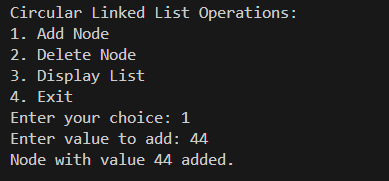 Circular Linked List Operations:
1. Add Node
2. Delete Node
3. Display List
4. Exit
Enter your choice: 1
Enter value to add: 44
Node with value 44 added.